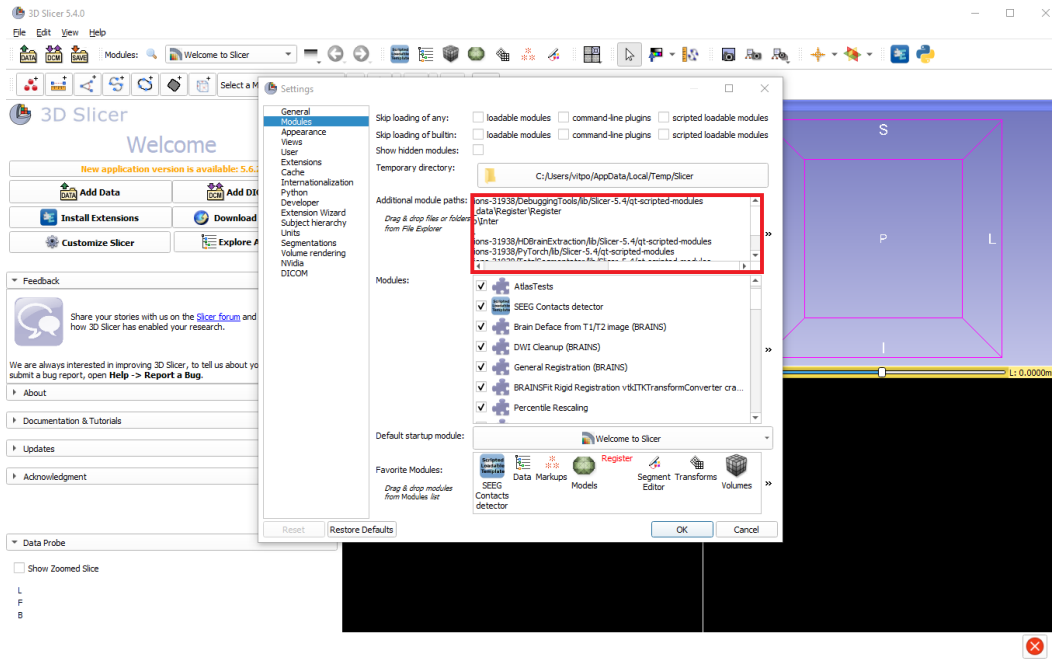 3D Slicer 5.4.0
File Edit View Help
DATA DCM SAVE Modules: Welcome to Slicer
Select a M
Settings
3D Slicer
Welcome
New application version is available: 5.6.
Add Data
Add DI
Install Extensions
Download
Customize Slicer
Explore A
Feedback
Share your stories with us on the Slicer forum and
how 3D Slicer has enabled your research.
We are always interested in improving 3D Slicer, to tell us about yo
submit a bug report, open Help -> Report a Bug.
About
Documentation & Tutorials
Updates
Acknowledgment
Data Probe
Show Zoomed Slice
L
F
B
General
Modules
Appearance
Views
User
Extensions
Cache
Internationalization
Python
Developer
Extension Wizard
Subject hierarchy
Units
Segmentations
Volume rendering
NVidia
DICOM
Skip loading of any: loadable modules command-line plugins scripted loadable modules
Skip loading of builtin: loadable modules command-line plugins scripted loadable modules
Show hidden modules:
Temporary directory: C:/Users/vitpo/AppData/Local/Temp/Slicer
Additional module paths:
Drag & drop files or folders
from File Explorer
ions-31938/DebuggingTools/lib/Slicer-5.4/qt-scripted-modules
_data\Register\Register
\Inter
ions-31938/HDBrainExtraction/lib/Slicer-5.4/qt-scripted-modules
ions-31938/PyTorch/lib/Slicer-5.4/qt-scripted-modules
Modules:
AtlasTests
SEEG Contacts detector
Brain Deface from T1/T2 image (BRAINS)
DWI Cleanup (BRAINS)
General Registration (BRAINS)
BRAINSFit Rigid Registration vtkITKTransformConverter cra...
Percentile Rescaling
Default startup module: Welcome to Slicer
Favorite Modules:
Drag & drop modules
from Modules list
SEEG
Contacts
detector
Data
Markups
Models
Register
Segment
Editor
Transforms
Volumes
Reset
Restore Defaults
OK
Cancel
S
P
L
I
L: 0.0000m